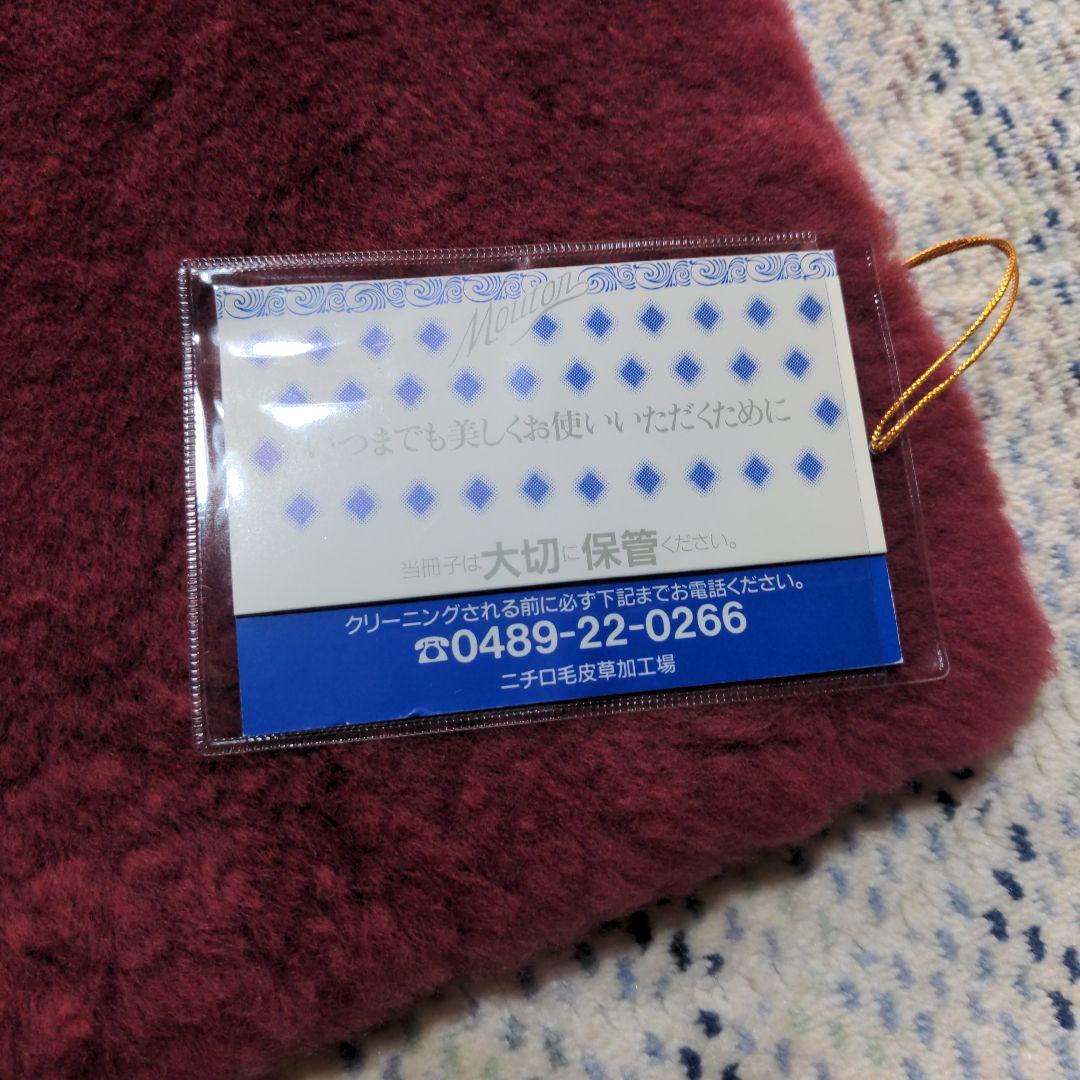 Mouton
いつまでも美しくお使いいただくために
当冊子は大切に保管ください。
クリーニングされる前に必ず下記までお電話ください。
☎0489-22-0266
ニチロ毛皮草加工場